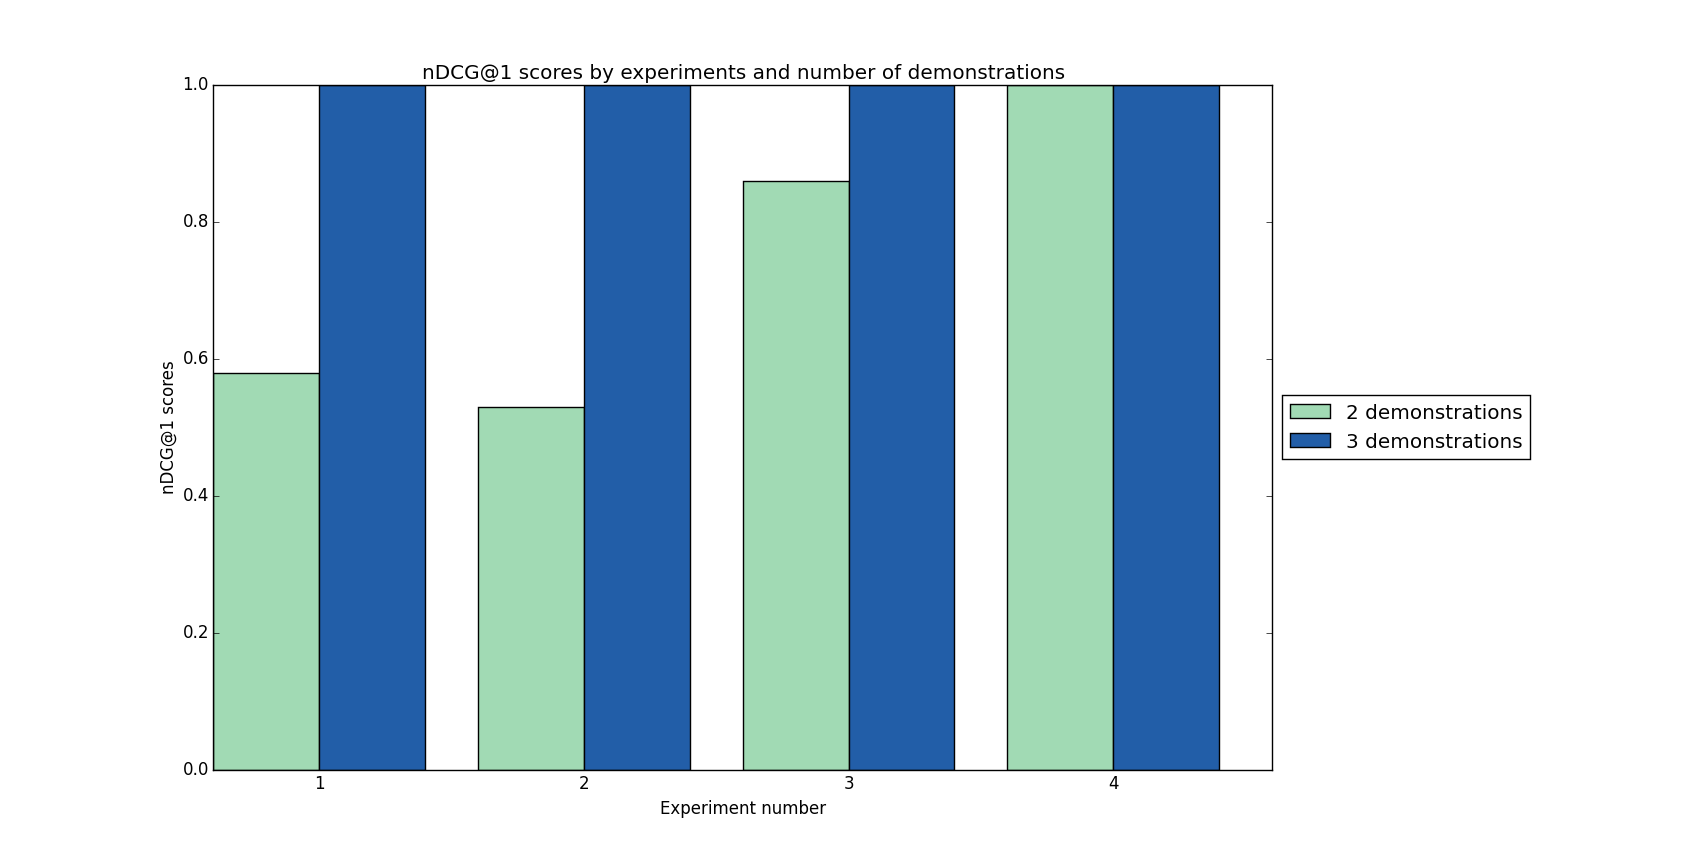 nDCG@1 scores by experiments and number of demonstrations
1.0
0.8
0.6
0.4
0.2
0.0
nDCG@1 scores
1 2 3 4
Experiment number
2 demonstrations
3 demonstrations